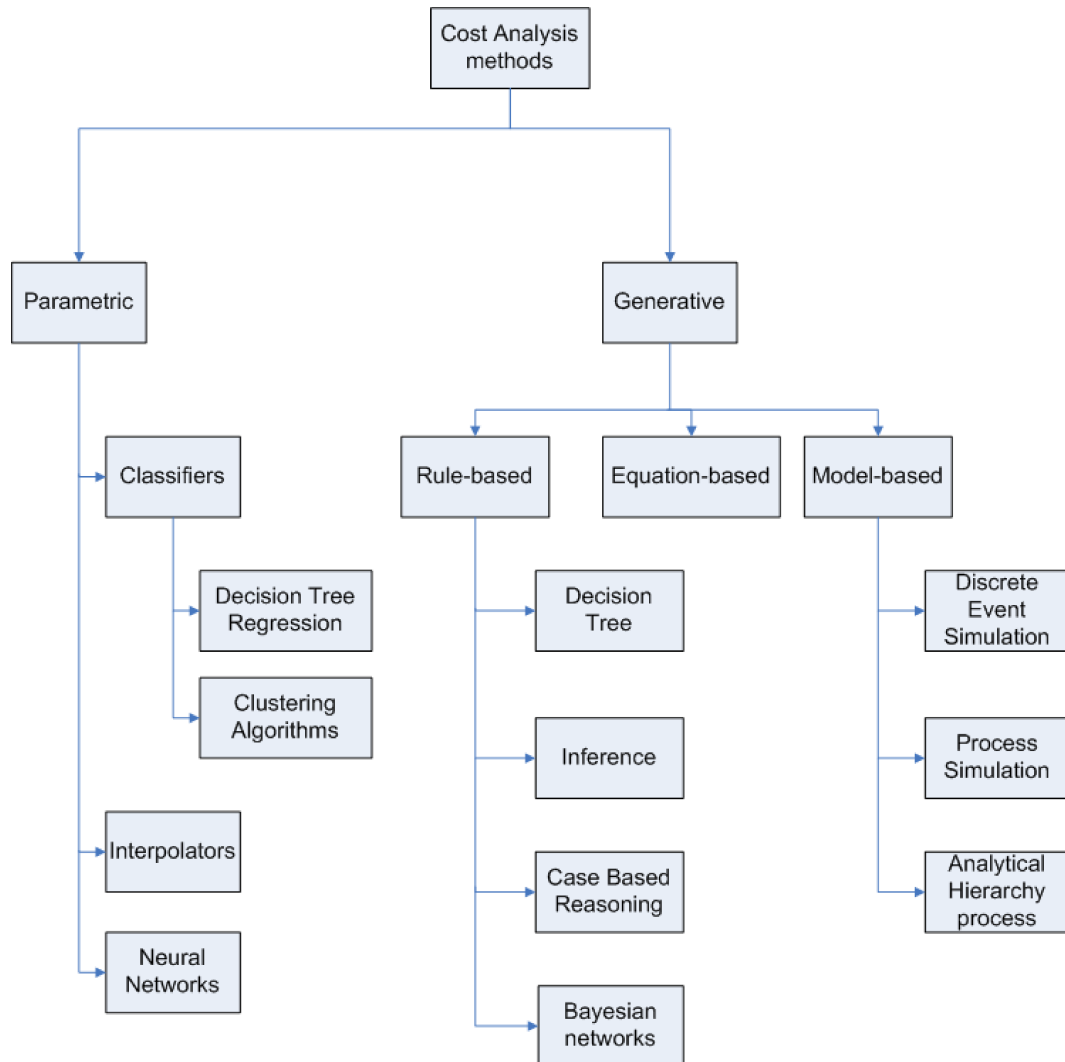 Cost Analysis
methods
Parametric
Generative
Classifiers
Rule-based
Equation-based
Model-based
Decision Tree
Regression
Decision
Tree
Discrete
Event
Simulation
Clustering
Algorithms
Inference
Process
Simulation
Interpolators
Case Based
Reasoning
Analytical
Hierarchy
process
Neural
Networks
Bayesian
networks